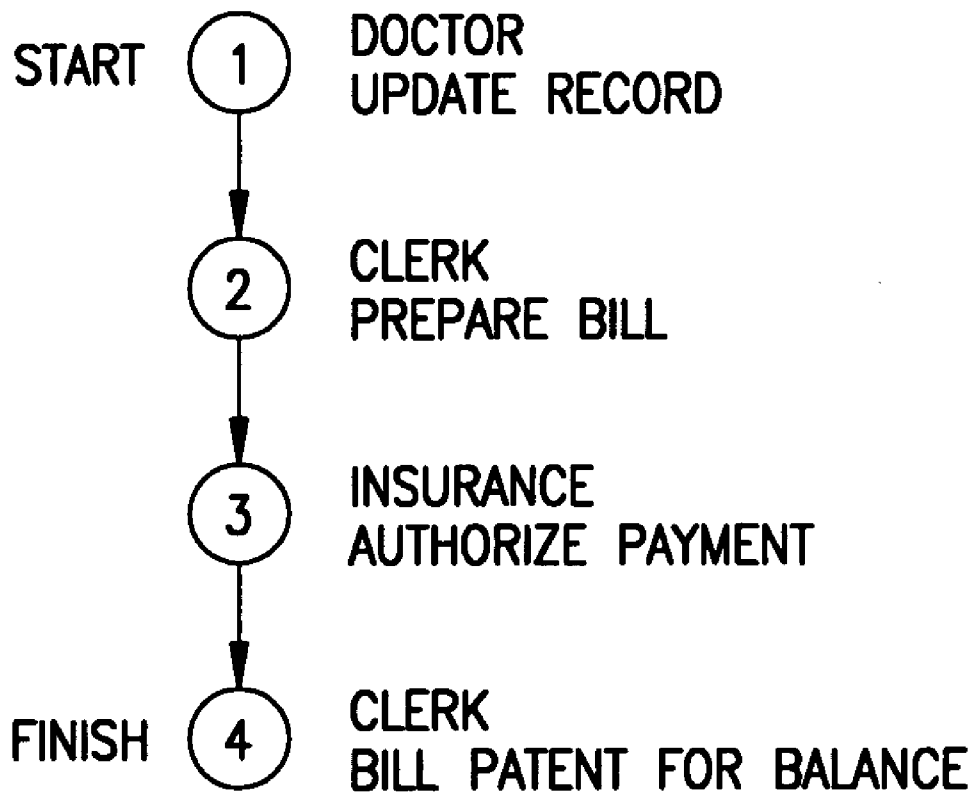 START 1 DOCTOR
UPDATE RECORD
2 CLERK
PREPARE BILL
3 INSURANCE
AUTHORIZE PAYMENT
FINISH 4 CLERK
BILL PATENT FOR BALANCE